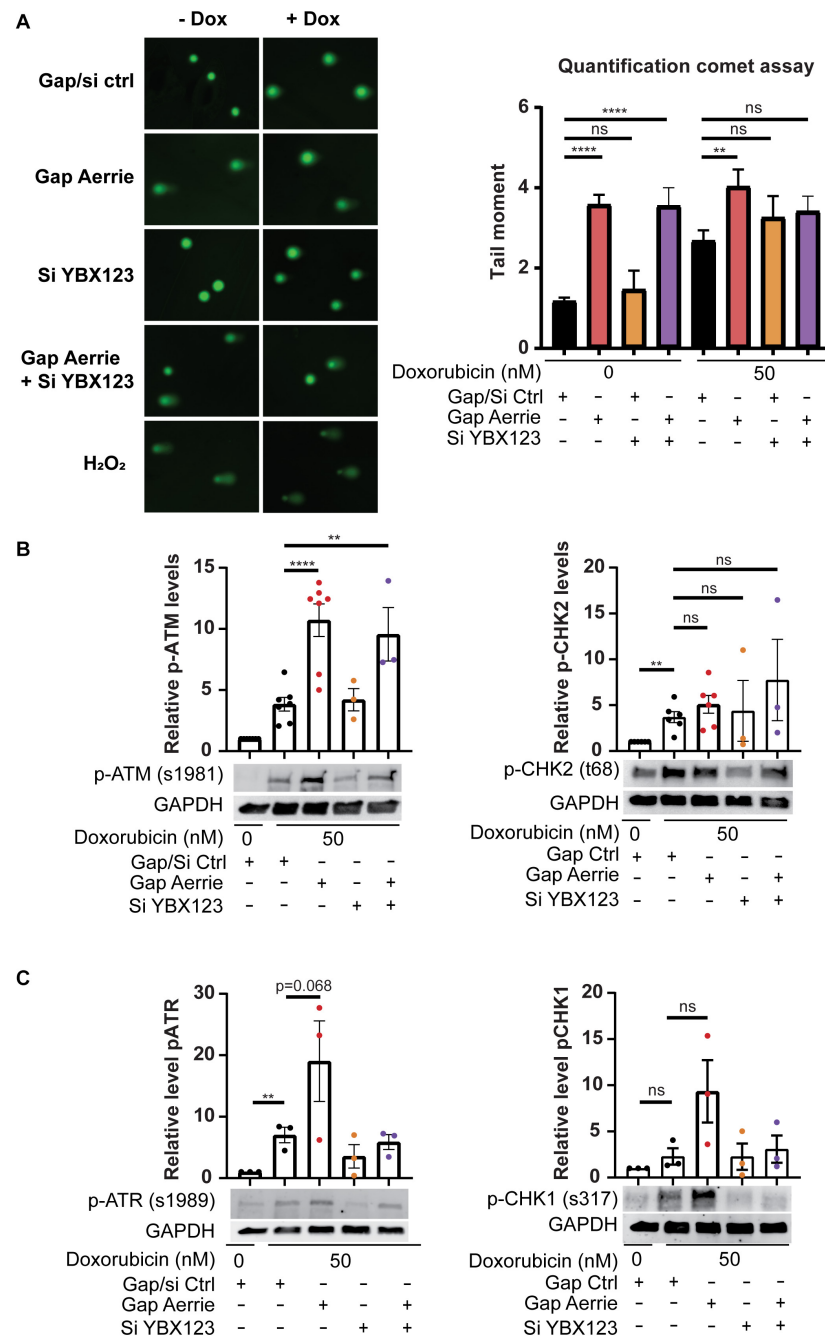 A
- Dox
+ Dox
Gap/si ctrl
Gap Aerrie
Si YBX123
Gap Aerrie
+ Si YBX123
H₂O₂
Quantification comet assay
Tail moment
6
4
2
0
****
ns
****
ns
ns
**
Doxorubicin (nM)
0
50
Gap/Si Ctrl + – + – + – + –
Gap Aerrie – + – + – + – +
Si YBX123 – – + + – – + +
B
Relative p-ATM levels
15
10
5
0
**
****
p-ATM (s1981)
GAPDH
Doxorubicin (nM) 0 50
Gap/Si Ctrl + + – – –
Gap Aerrie – – + – +
Si YBX123 – – – + +
Relative p-CHK2 levels
20
15
10
5
0
ns
ns
ns
**
p-CHK2 (t68)
GAPDH
Doxorubicin (nM) 0 50
Gap Ctrl + + – – –
Gap Aerrie – – + – +
Si YBX123 – – – + +
C
Relative level pATR
30
20
10
0
p=0.068
**
p-ATR (s1989)
GAPDH
Doxorubicin (nM) 0 50
Gap/si Ctrl + + – – –
Gap Aerrie – – + – +
Si YBX123 – – – + +
Relative level pCHK1
20
15
10
5
0
ns
ns
p-CHK1 (s317)
GAPDH
Doxorubicin (nM) 0 50
Gap Ctrl + + – – –
Gap Aerrie – – + – +
Si YBX123 – – – + +